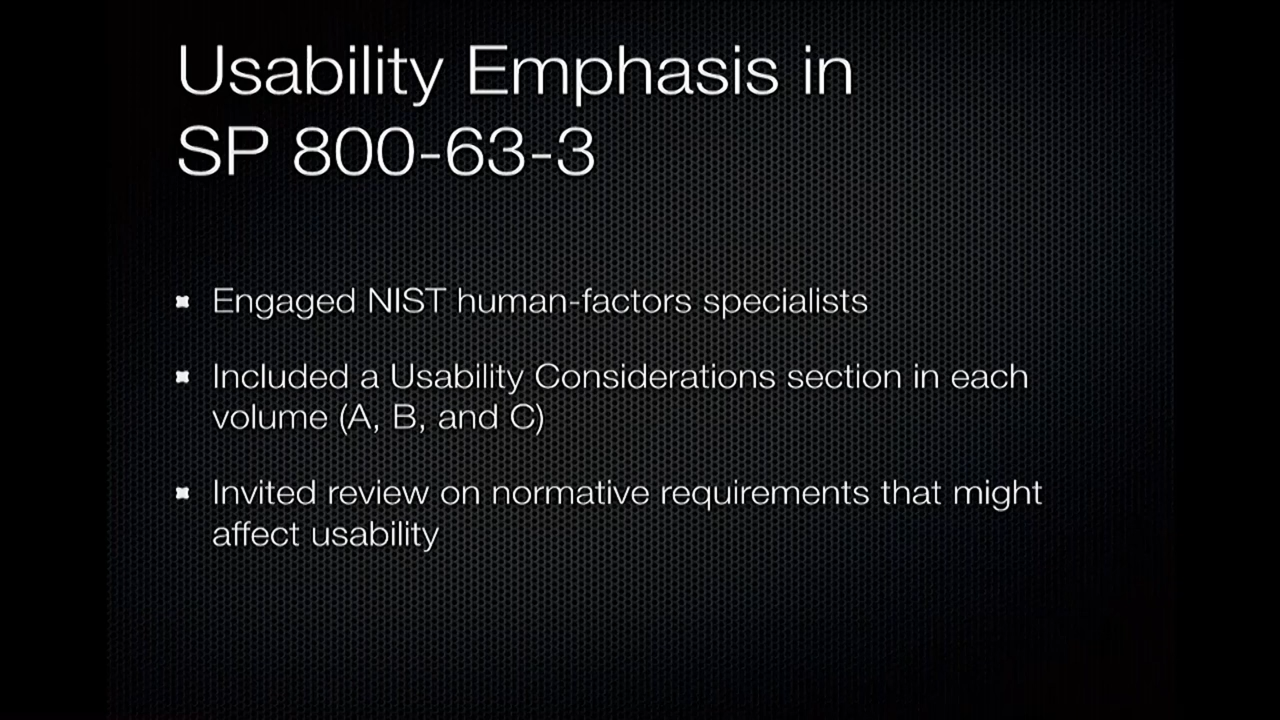 Usability Emphasis in
SP 800-63-3
Engaged NIST human-factors specialists
Included a Usability Considerations section in each
volume (A, B, and C)
Invited review on normative requirements that might
affect usability